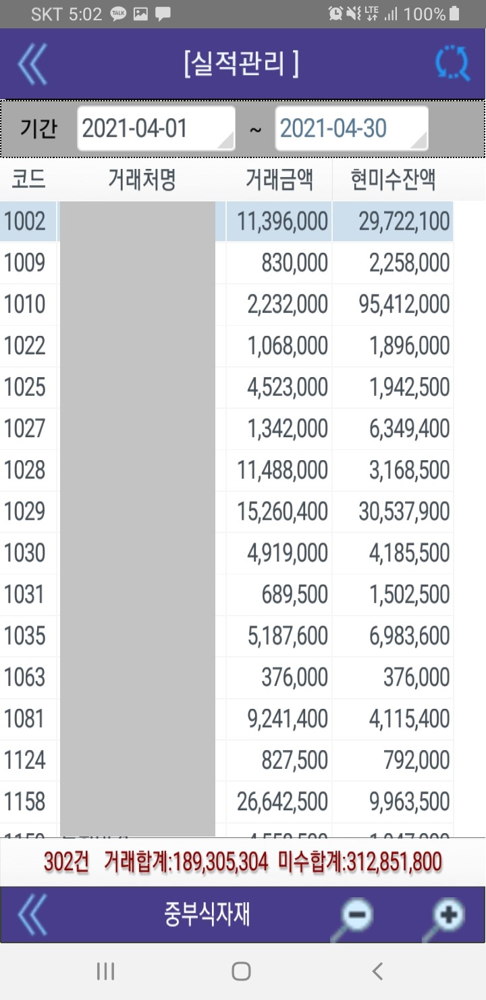 SKT 5:02 TALK LTE 100%
[실적관리 ]
기간 2021-04-01 ~ 2021-04-30
코드 거래처명 거래금액 현미수잔액
1002 11,396,000 29,722,100
1009 830,000 2,258,000
1010 2,232,000 95,412,000
1022 1,068,000 1,896,000
1025 4,523,000 1,942,500
1027 1,342,000 6,349,400
1028 11,488,000 3,168,500
1029 15,260,400 30,537,900
1030 4,919,000 4,185,500
1031 689,500 1,502,500
1035 5,187,600 6,983,600
1063 376,000 376,000
1081 9,241,400 4,115,400
1124 827,500 792,000
1158 26,642,500 9,963,500
302건 거래합계:189,305,304 미수합계:312,851,800
중부식자재